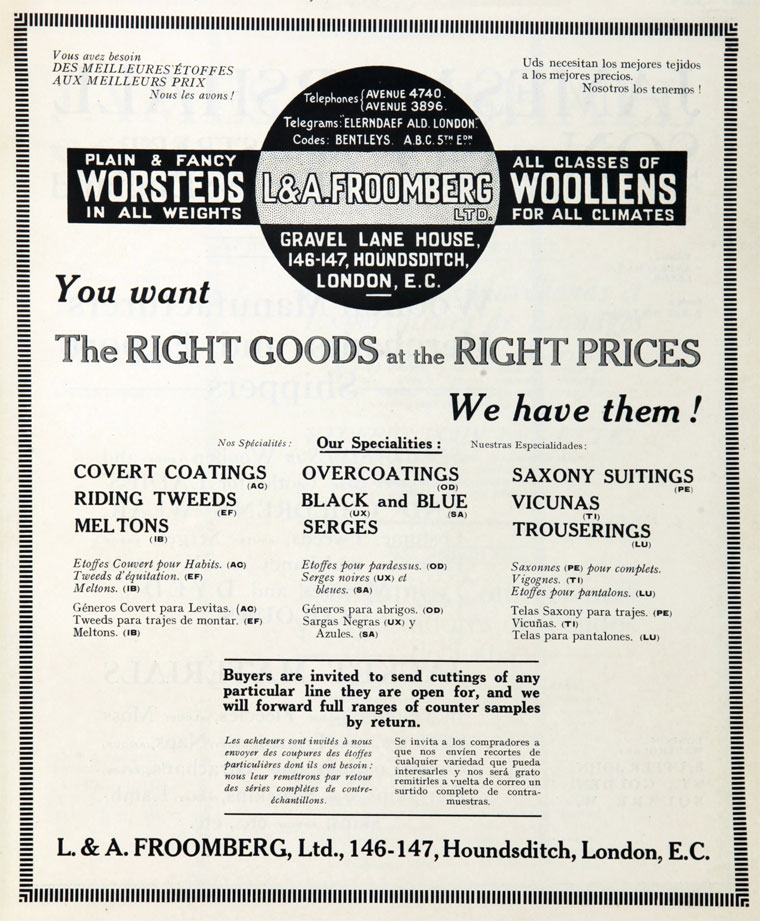 Vous avez besoin
DES MEILLEURES ÉTOFFES
AUX MEILLEURS PRIX
Nous les avons!
Uds necesitan los mejores tejidos
a los mejores precios.
Nosotros los tenemos!
Telephones {AVENUE 4740.
AVENUE 3896.
Telegrams: "ELERNDAEF ALD. LONDON."
Codes: BENTLEYS. A.B.C. 5TH EDN
PLAIN & FANCY
WORSTEDS
IN ALL WEIGHTS
L&A.FROOMBERG
LTD.
ALL CLASSES OF
WOOLLENS
FOR ALL CLIMATES
GRAVEL LANE HOUSE,
146-147, HOUNDSDITCH,
LONDON, E.C.
You want
The RIGHT GOODS at the RIGHT PRICES
We have them!
Nos Spécialités: Our Specialities: Nuestras Especialidades:
COVERT COATINGS
(AC)
RIDING TWEEDS
(EF)
MELTONS
(IB)
OVERCOATINGS
(OD)
BLACK and BLUE
(UX) (SA)
SERGES
SAXONY SUITINGS
(PE)
VICUNAS
(TI)
TROUSERINGS
(LU)
Etoffes Couvert pour Habits. (AC)
Tweeds d'équitation. (EF)
Meltons. (IB)
Géneros Covert para Levitas. (AC)
Tweeds para trajes de montar. (EF)
Meltons. (IB)
Etoffes pour pardessus. (OD)
Serges noires (UX) et
bleues. (SA)
Géneros para abrigos. (OD)
Sargas Negras (UX) y
Azules. (SA)
Saxonnes (PE) pour complets.
Vigognes. (TI)
Etoffes pour pantalons. (LU)
Telas Saxony para trajes. (PE)
Vicuñas. (TI)
Telas para pantalones. (LU)
Buyers are invited to send cuttings of any
particular line they are open for, and we
will forward full ranges of counter samples
by return.
Les acheteurs sont invités à nous
envoyer des coupures des étoffes
particulières dont ils ont besoin:
nous leur remettrons par retour
des séries complètes de contre-
échantillons.
Se invita a los compradores a
que nos envíen recortes de
cualquier variedad que pueda
interesarles y nos será grato
remitirles a vuelta de correo un
surtido completo de contra-
muestras.
L. & A. FROOMBERG, Ltd., 146-147, Houndsditch, London, E.C.